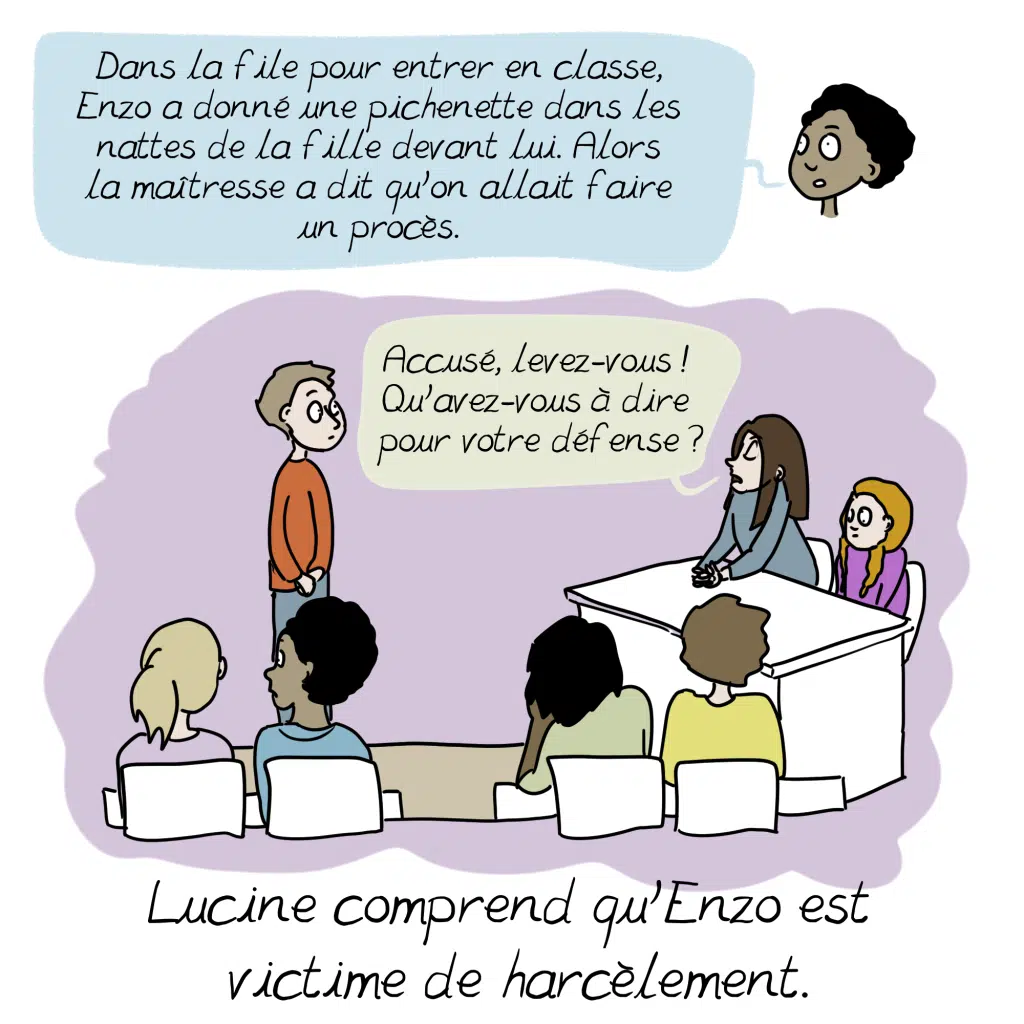 Dans la file pour entrer en classe,
Enzo a donné une pichenette dans les
nattes de la fille devant lui. Alors
la maîtresse a dit qu'on allait faire
un procès.
Accusé, levez-vous !
Qu'avez-vous à dire
pour votre défense ?
Lucine comprend qu'Enzo est
victime de harcèlement.